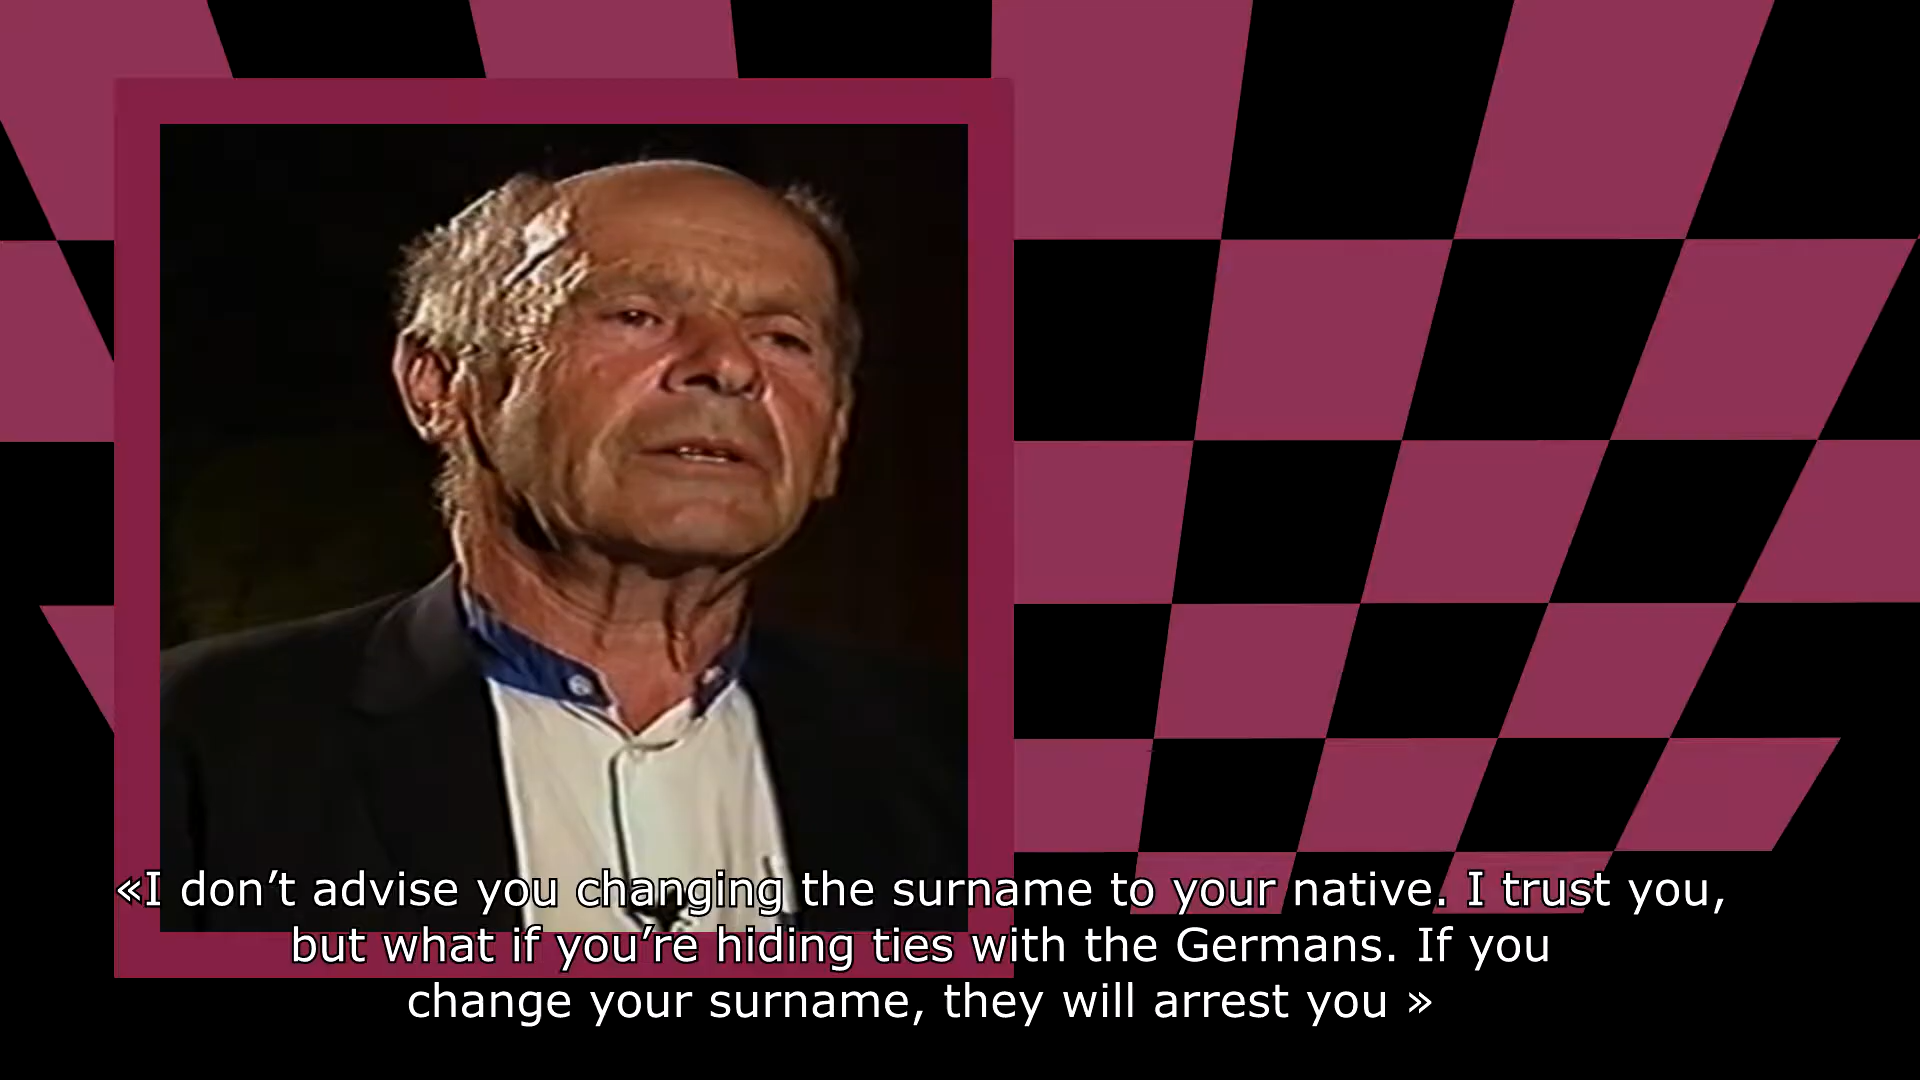 «I don’t advise you changing the surname to your native. I trust you,
but what if you’re hiding ties with the Germans. If you
change your surname, they will arrest you »